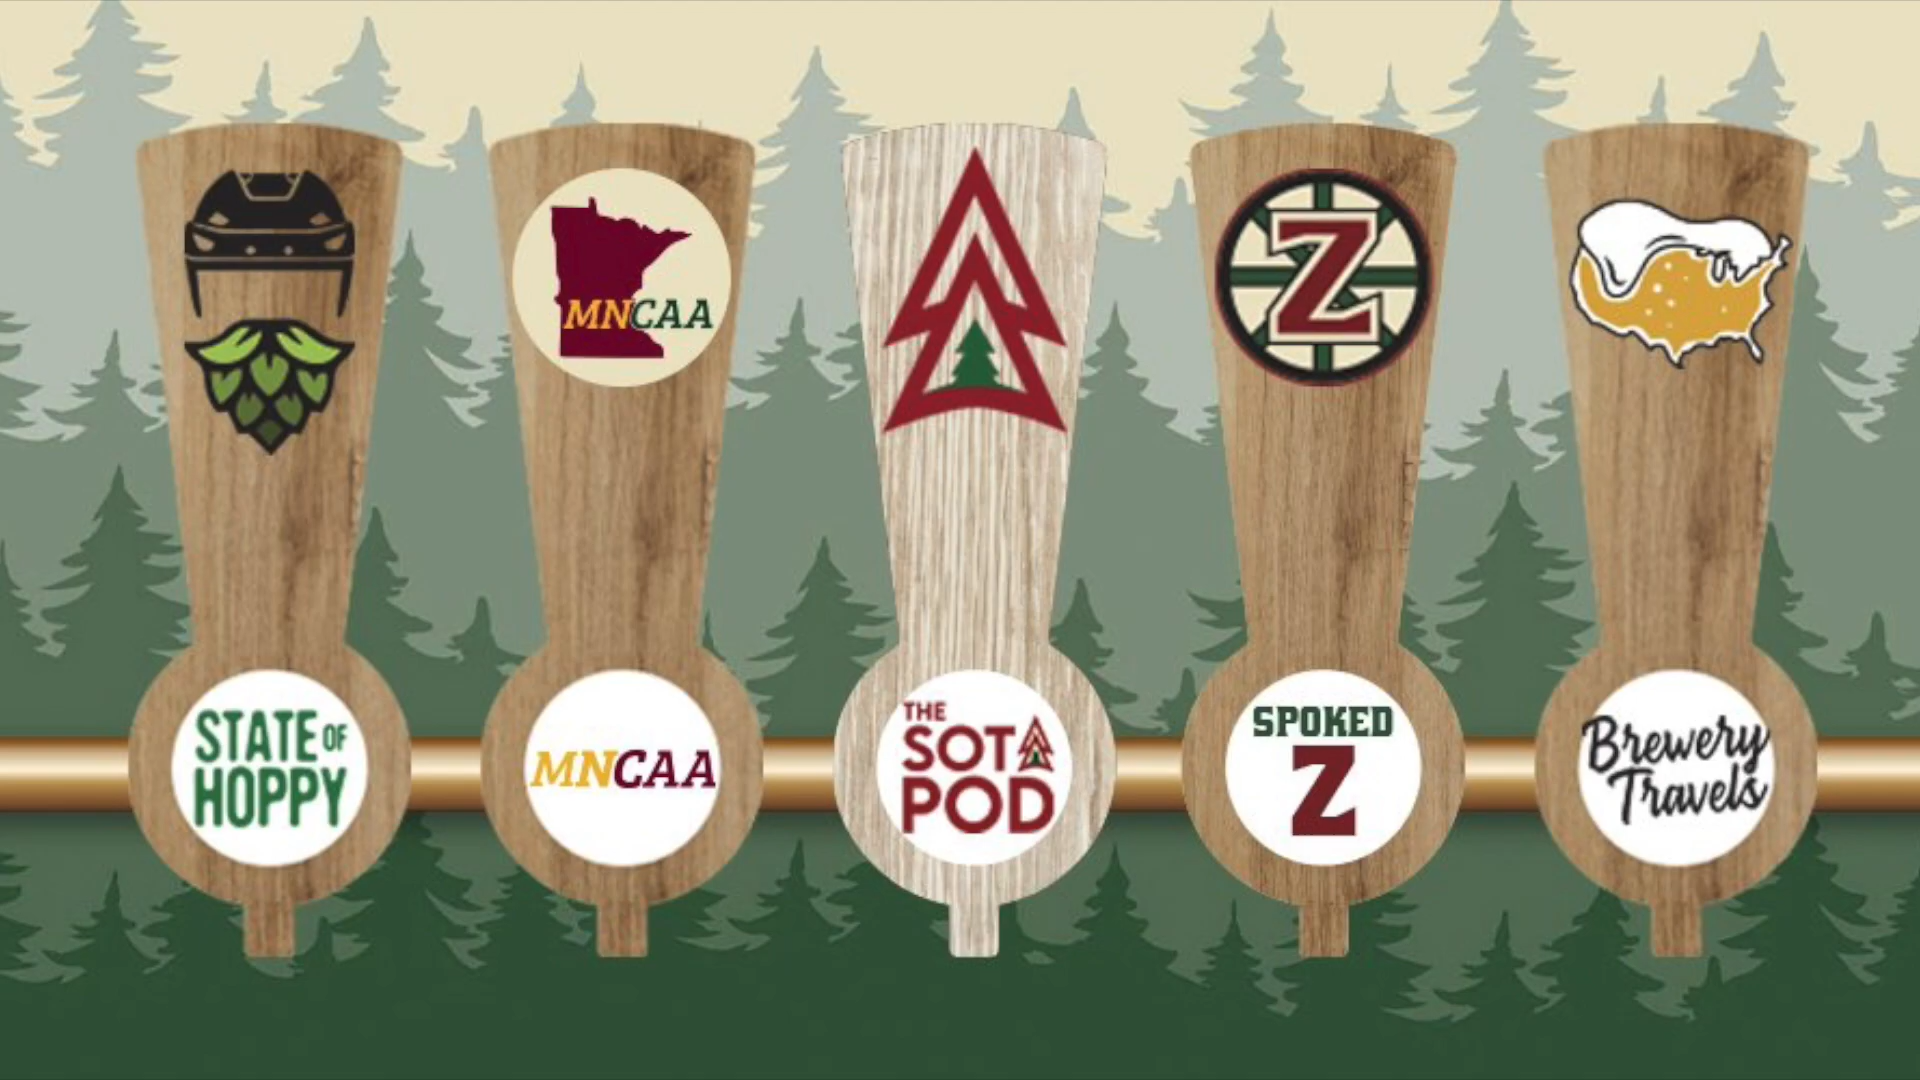 MNCAA
Z
STATE OF
HOPPY
MNCAA
THE
SOTA
POD
SPOKED
Z
Brewery
Travels